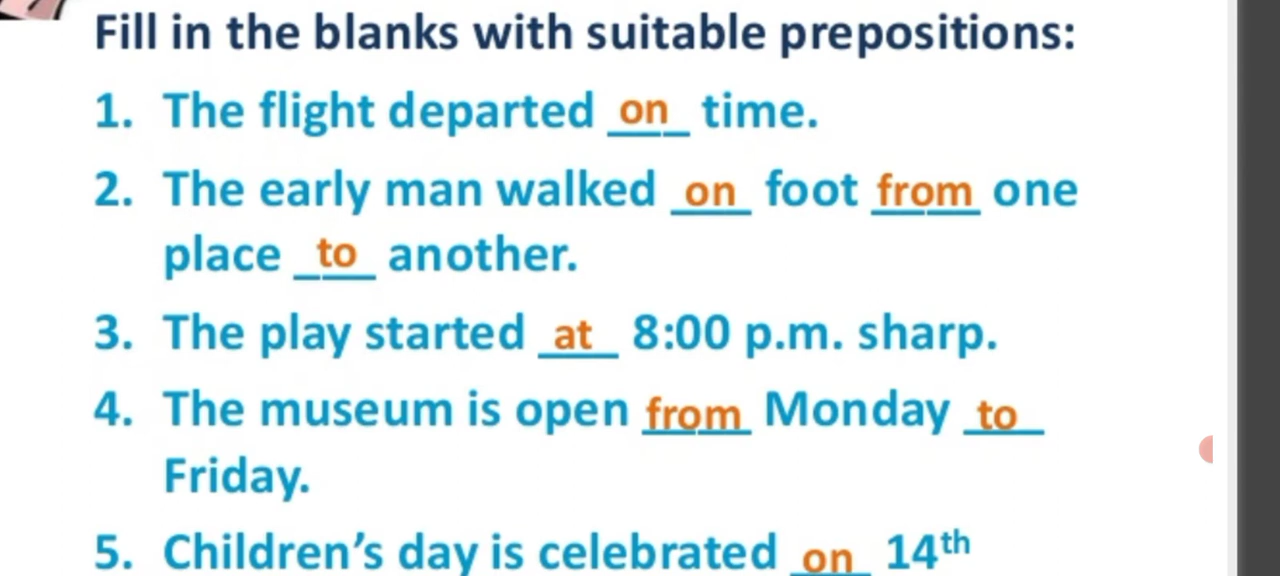 Fill in the blanks with suitable prepositions:
1. The flight departed on time.
2. The early man walked on foot from one
place to another.
3. The play started at 8:00 p.m. sharp.
4. The museum is open from Monday to
Friday.
5. Children's day is celebrated on 14th